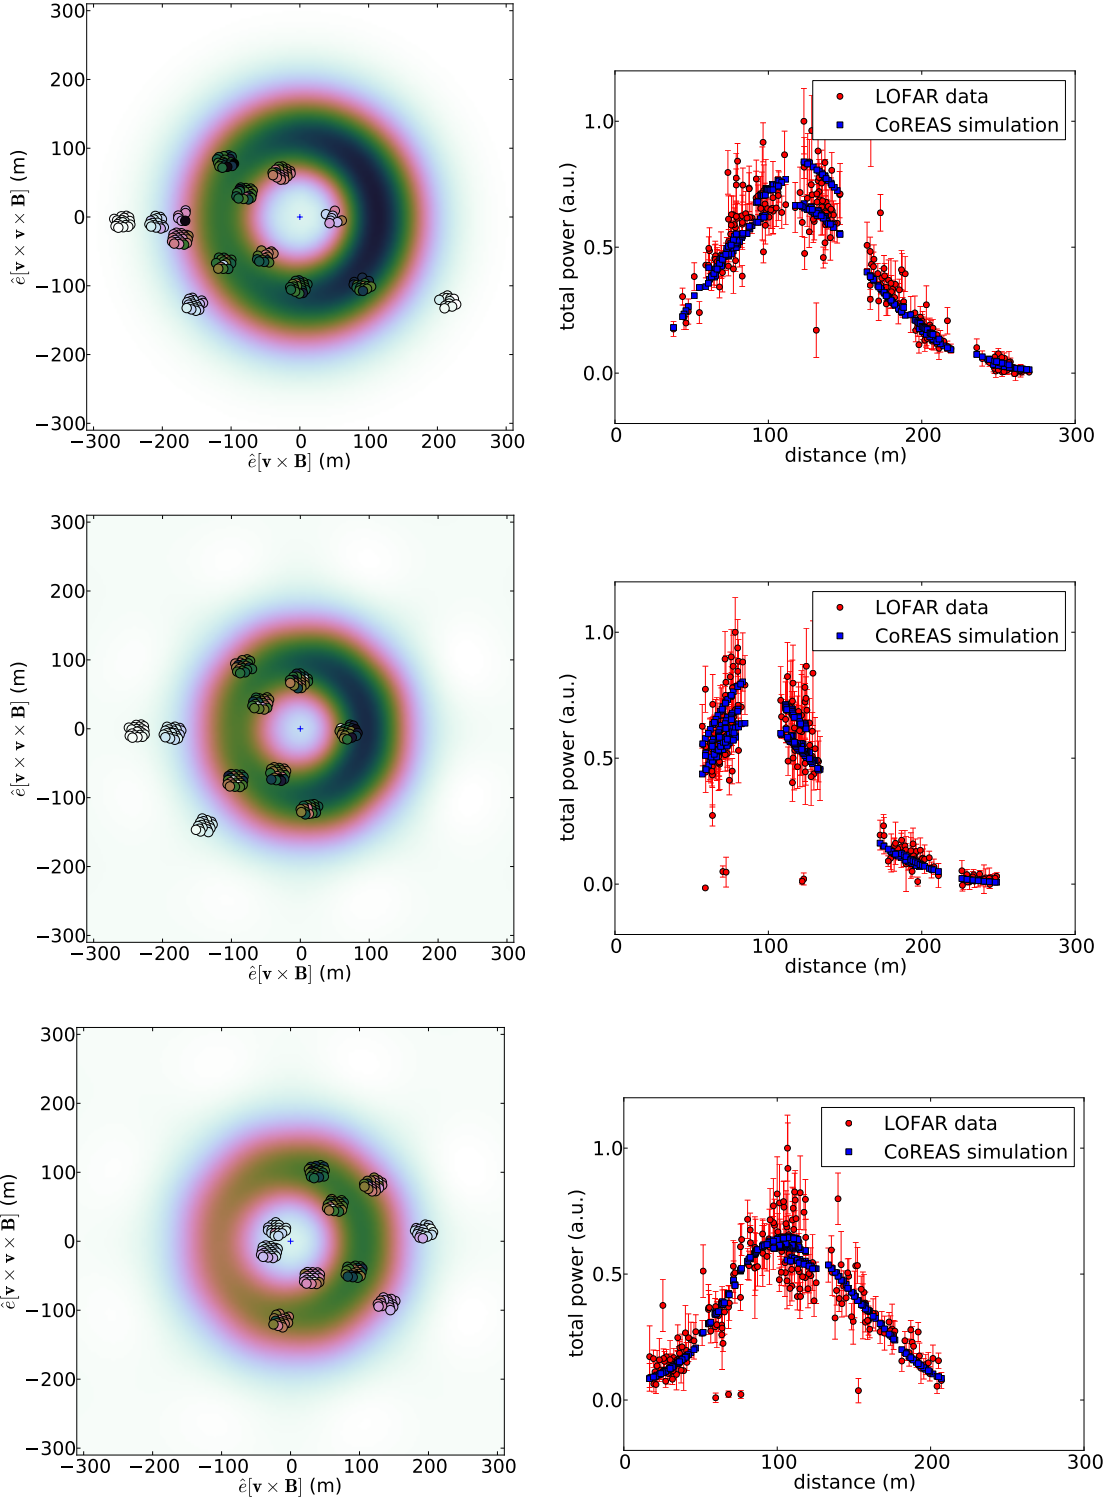 300
200
100
0
−100
−200
−300
−300 −200 −100 0 100 200 300
ê[v × B] (m)
ê[v × v × B] (m)
LOFAR data
CoREAS simulation
1.0
0.5
0.0
0 100 200 300
distance (m)
total power (a.u.)
300
200
100
0
−100
−200
−300
−300 −200 −100 0 100 200 300
ê[v × B] (m)
ê[v × v × B] (m)
LOFAR data
CoREAS simulation
1.0
0.5
0.0
0 100 200 300
distance (m)
total power (a.u.)
300
200
100
0
−100
−200
−300
−300 −200 −100 0 100 200 300
ê[v × B] (m)
ê[v × v × B] (m)
LOFAR data
CoREAS simulation
1.0
0.5
0.0
0 100 200 300
distance (m)
total power (a.u.)